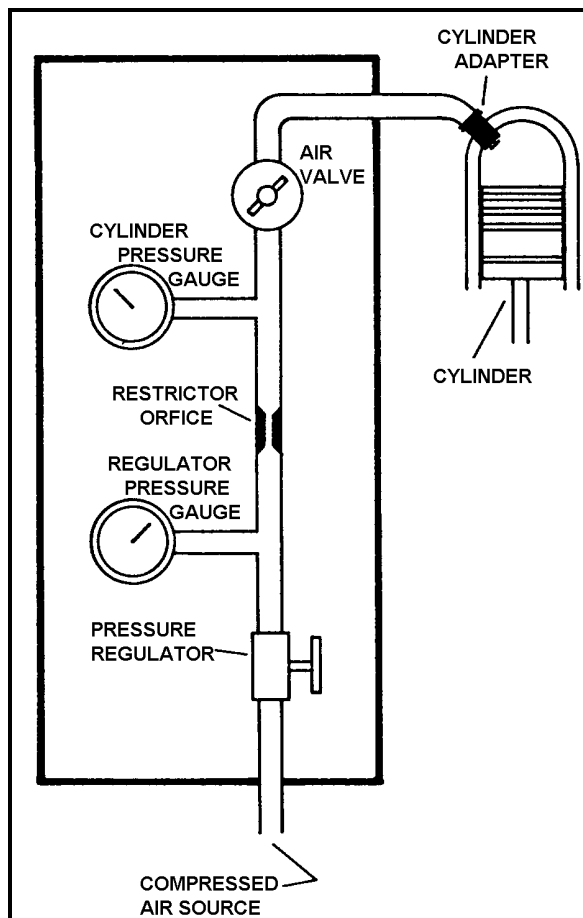 CYLINDER
ADAPTER
AIR
VALVE
CYLINDER
PRESSURE
GAUGE
CYLINDER
RESTRICTOR
ORFICE
REGULATOR
PRESSURE
GAUGE
PRESSURE
REGULATOR
COMPRESSED
AIR SOURCE